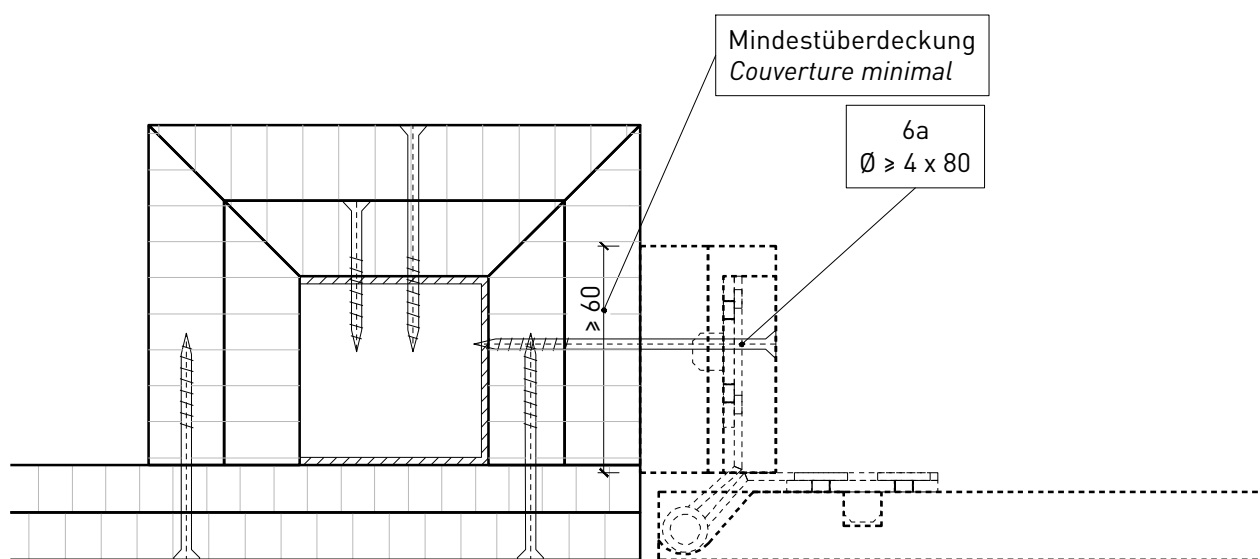 Mindestüberdeckung
Couverture minimal
6a
Ø ≥ 4 x 80
≥ 60